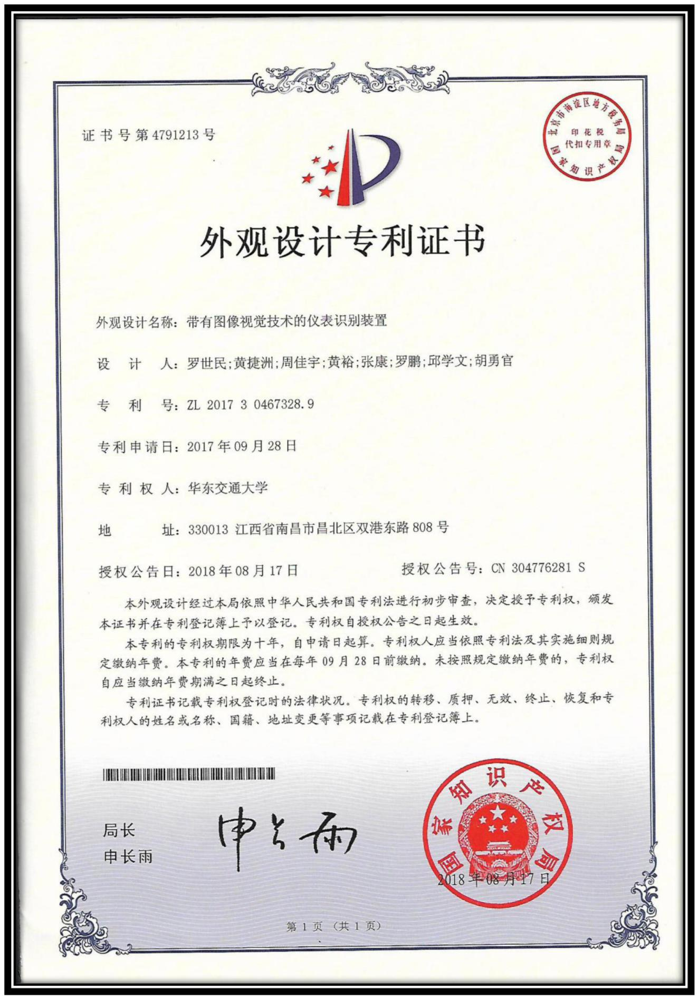 证书号第4791213号
北京市海淀区地方税务局
印花税
代扣专用章
国家知识产权局
外观设计专利证书
外观设计名称：带有图像视觉技术的仪表识别装置
设计人：罗世民;黄捷洲;周佳宇;黄裕;张康;罗鹏;邱学文;胡勇官
专利号：ZL 2017 3 0467328.9
专利申请日：2017年09月28日
专利权人：华东交通大学
地址：330013 江西省南昌市昌北区双港东路808号
授权公告日：2018年08月17日 授权公告号：CN 304776281 S
本外观设计经过本局依照中华人民共和国专利法进行初步审查，决定授予专利权，颁发
本证书并在专利登记簿上予以登记。专利权自授权公告之日起生效。
本专利的专利权期限为十年，自申请日起算。专利权人应当依照专利法及其实施细则规
定缴纳年费。本专利的年费应当在每年09月28日前缴纳。未按照规定缴纳年费的，专利权
自应当缴纳年费期满之日起终止。
专利证书记载专利权登记时的法律状况。专利权的转移、质押、无效、终止、恢复和专
利权人的姓名或名称、国籍、地址变更等事项记载在专利登记簿上。
局长
申长雨
申长雨
国家知识产权局
2018年08月17日
第1页（共1页）